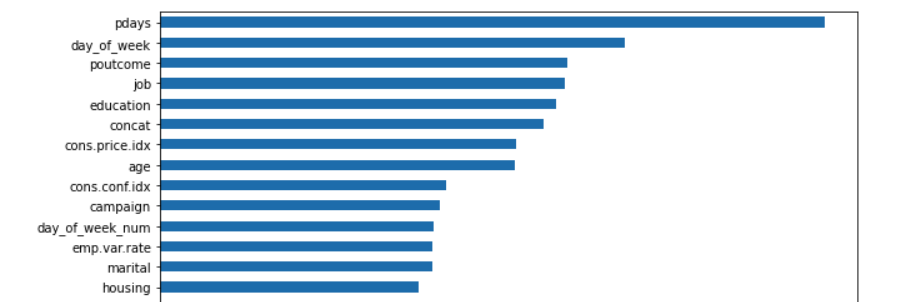 pdays
day_of_week
poutcome
job
education
concat
cons.price.idx
age
cons.conf.idx
campaign
day_of_week_num
emp.var.rate
marital
housing